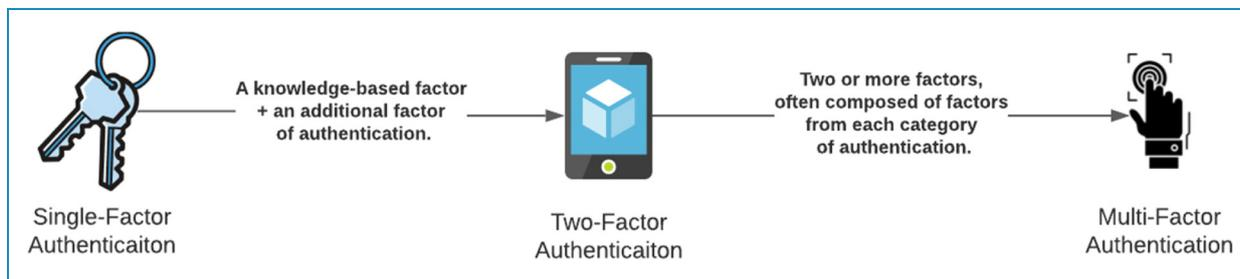 A knowledge-based factor
+ an additional factor
of authentication.
Two or more factors,
often composed of factors
from each category
of authentication.
Single-Factor
Authenticaiton
Two-Factor
Authenticaiton
Multi-Factor
Authentication